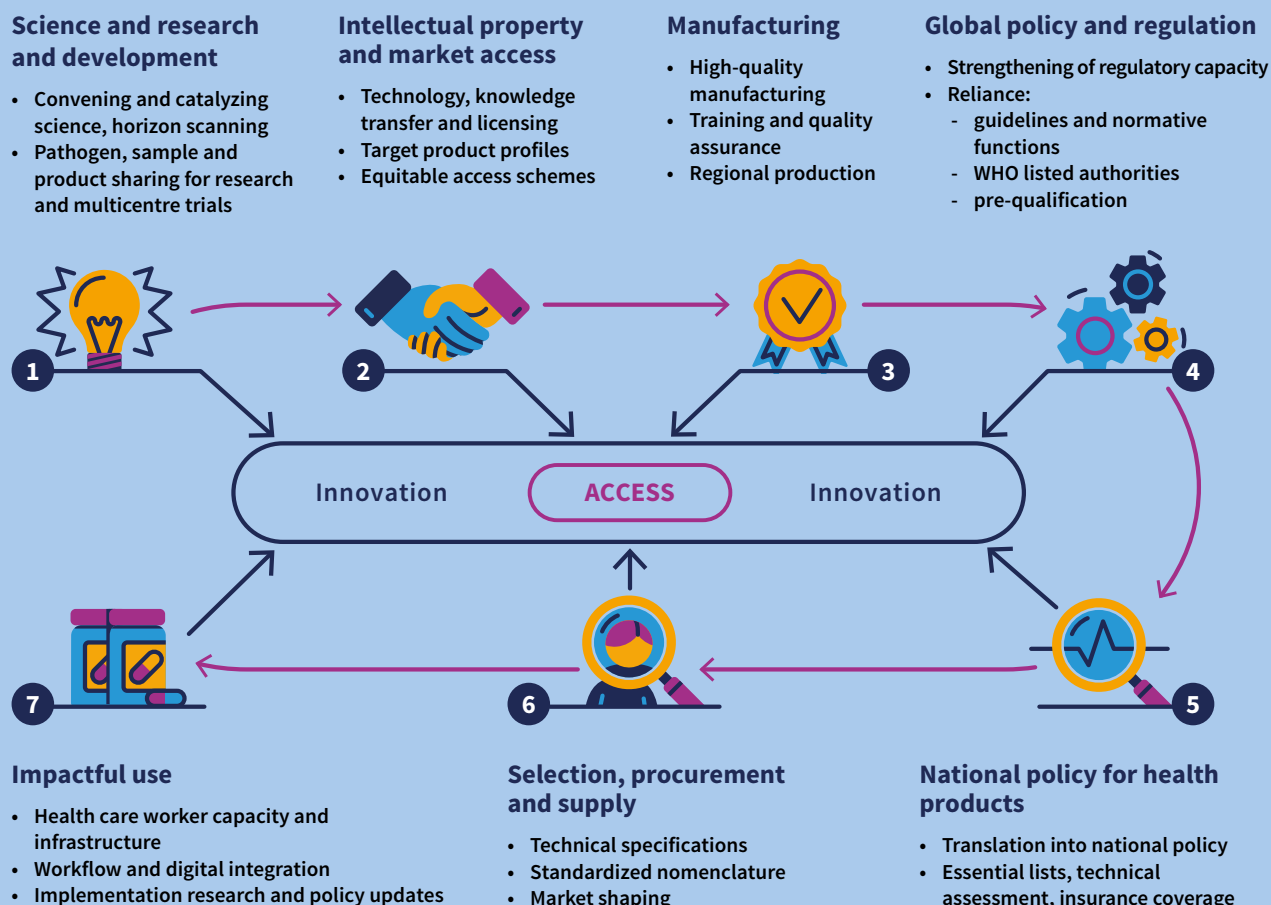 Science and research
and development
• Convening and catalyzing
science, horizon scanning
• Pathogen, sample and
product sharing for research
and multicentre trials
Intellectual property
and market access
• Technology, knowledge
transfer and licensing
• Target product profiles
• Equitable access schemes
Manufacturing
• High-quality
manufacturing
• Training and quality
assurance
• Regional production
Global policy and regulation
• Strengthening of regulatory capacity
• Reliance:
- guidelines and normative
functions
- WHO listed authorities
- pre-qualification
1
2
3
4
Innovation
ACCESS
Innovation
7
6
5
Impactful use
• Health care worker capacity and
infrastructure
• Workflow and digital integration
• Implementation research and policy updates
Selection, procurement
and supply
• Technical specifications
• Standardized nomenclature
• Market shaping
National policy for health
products
• Translation into national policy
• Essential lists, technical
assessment, insurance coverage